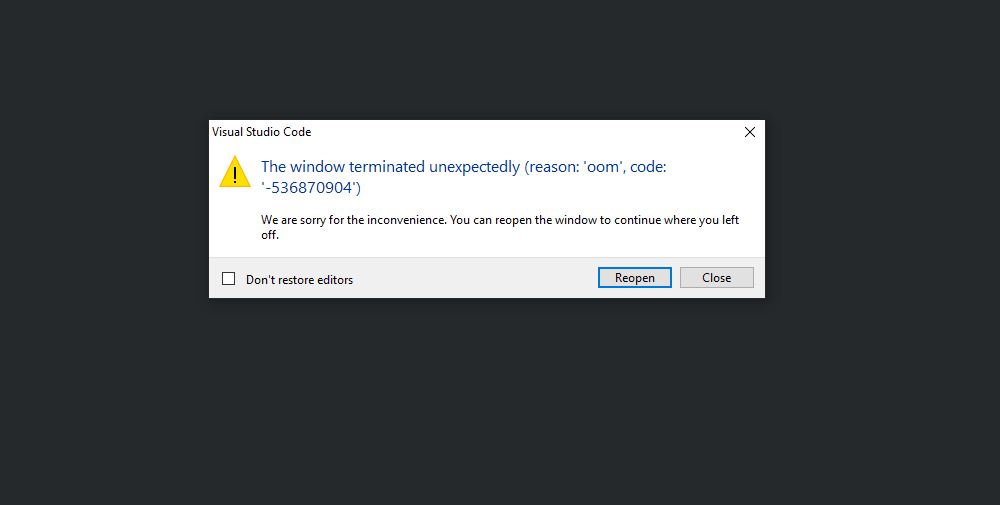 Visual Studio Code
The window terminated unexpectedly (reason: 'oom', code:
'-536870904')
We are sorry for the inconvenience. You can reopen the window to continue where you left
off.
Don't restore editors
Reopen
Close